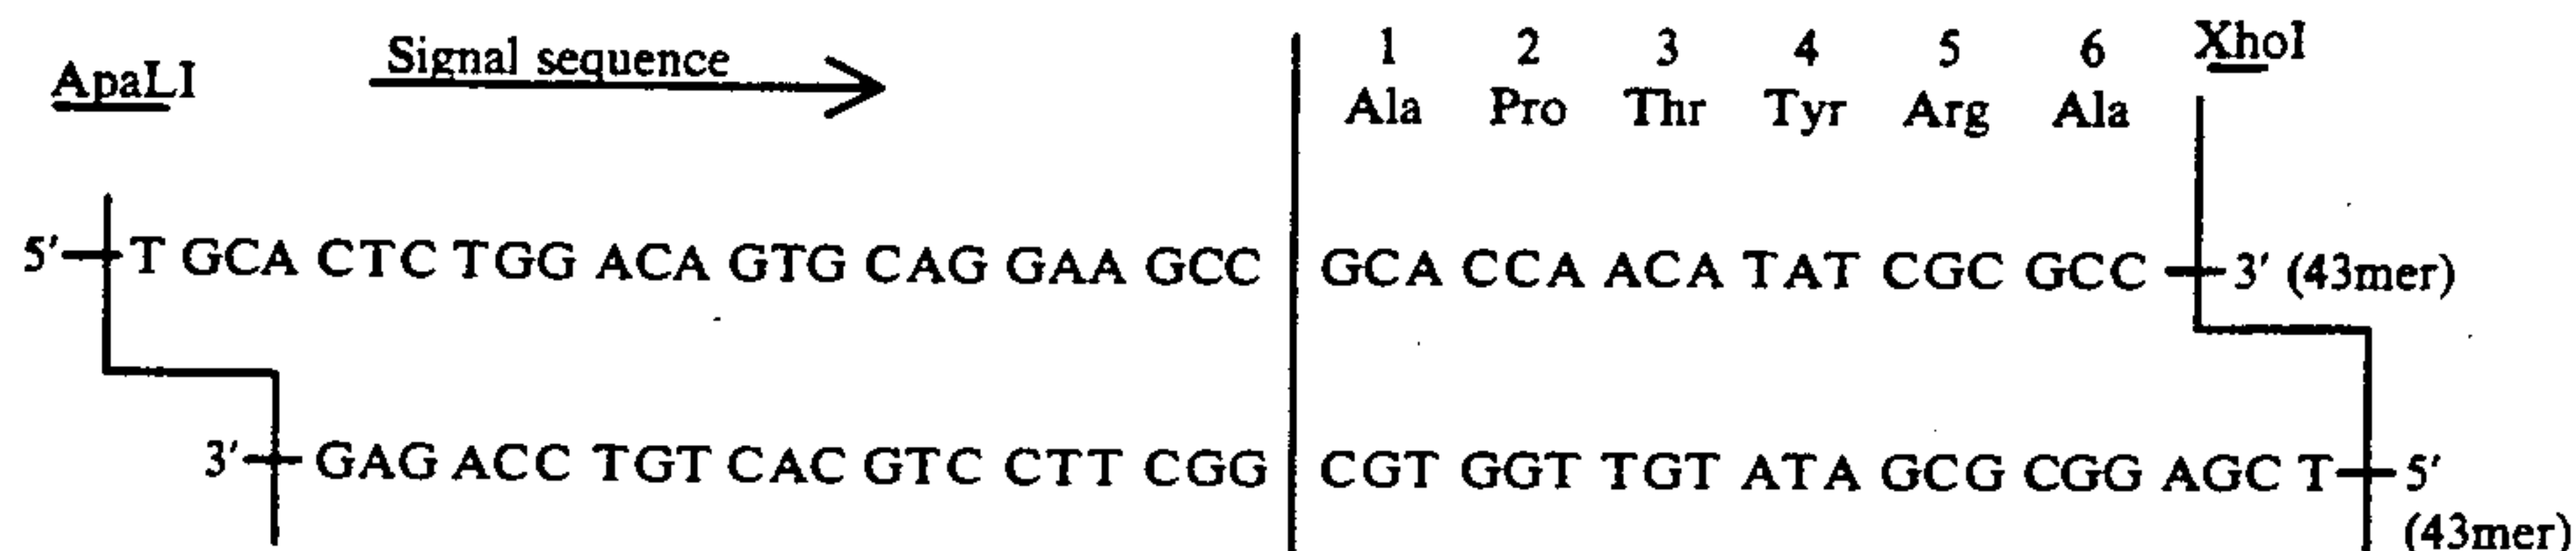 1 2 3 4 5 6 XhoI
ApaLI Signal sequence Ala Pro Thr Tyr Arg Ala
5′ T GCA CTC TGG ACA GTG CAG GAA GCC GCA CCA ACA TAT CGC GCC 3′ (43mer)
3′ GAG ACC TGT CAC GTC CTT CGG CGT GGT TGT ATA GCG CGG AGC T 5′
(43mer)